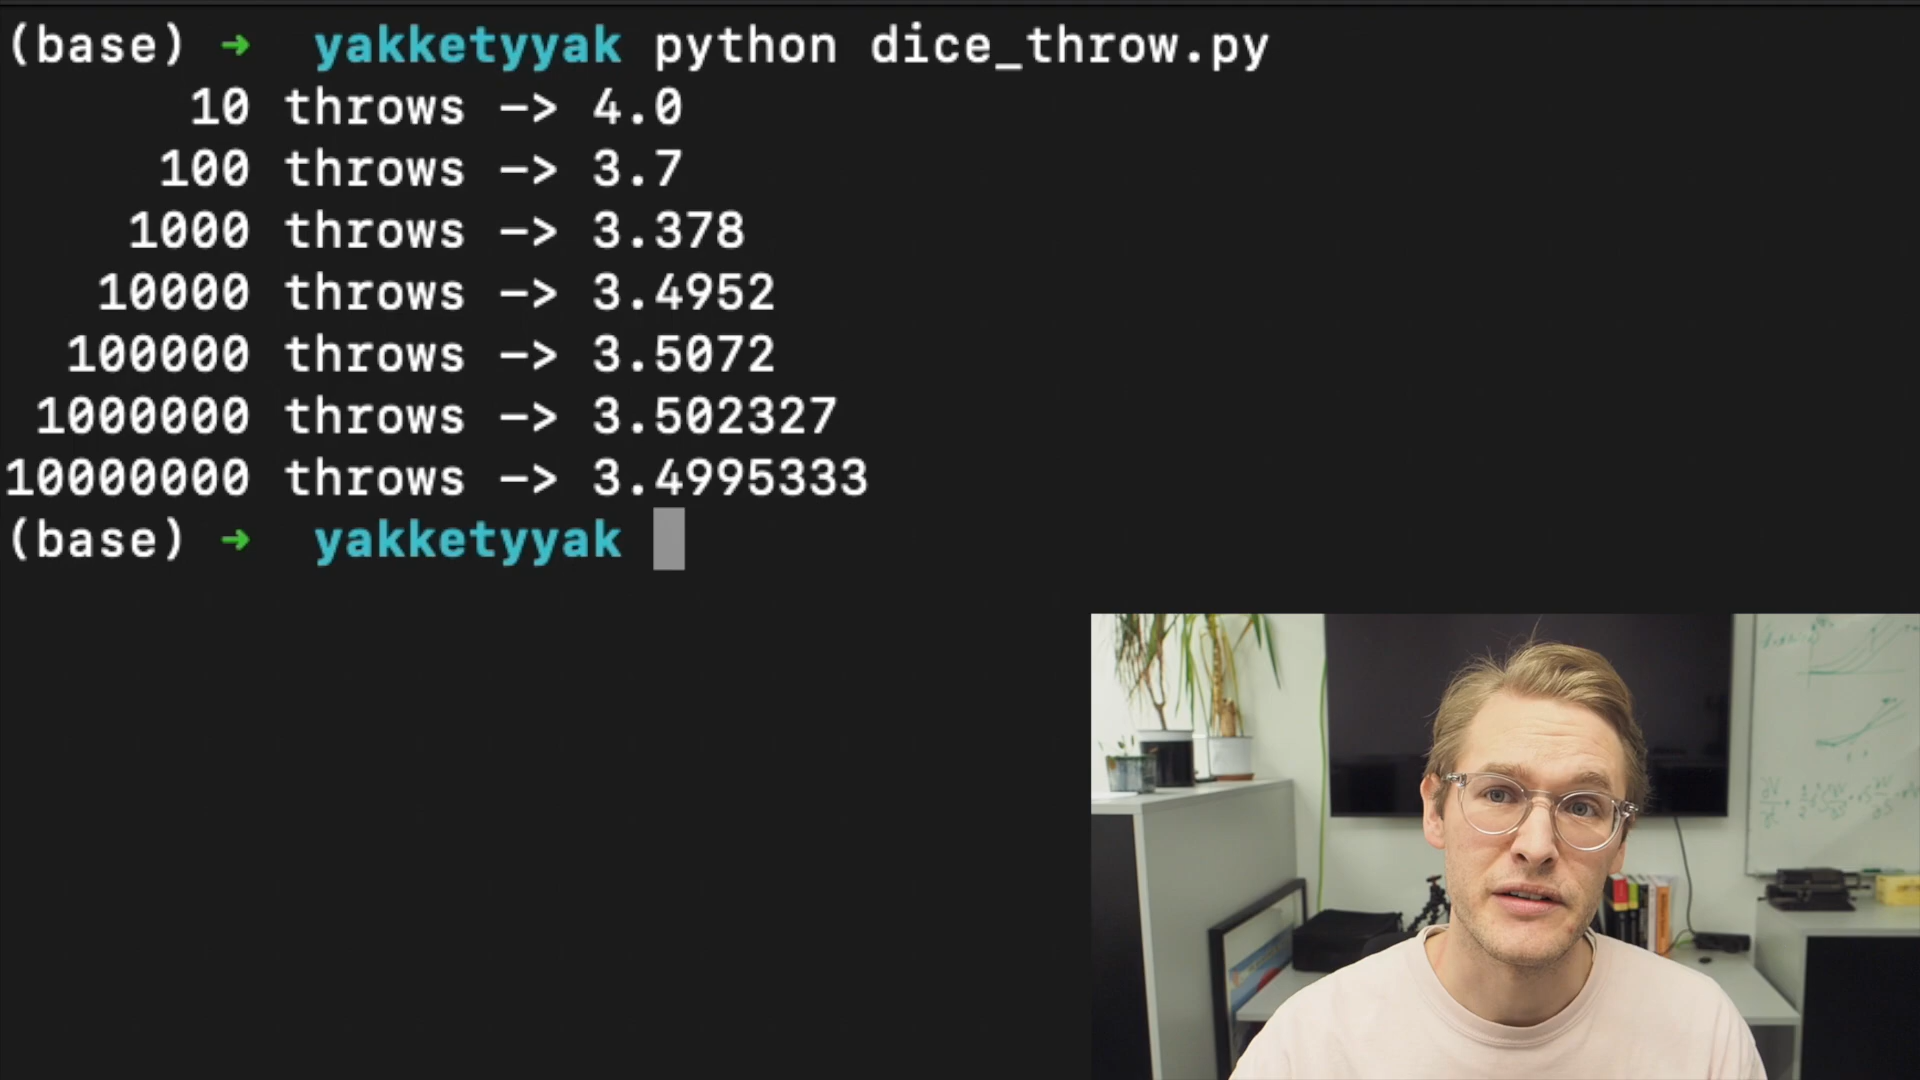 (base) ➜ yakketyyak python dice_throw.py
10 throws -> 4.0
100 throws -> 3.7
1000 throws -> 3.378
10000 throws -> 3.4952
100000 throws -> 3.5072
1000000 throws -> 3.502327
10000000 throws -> 3.4995333
(base) ➜ yakketyyak